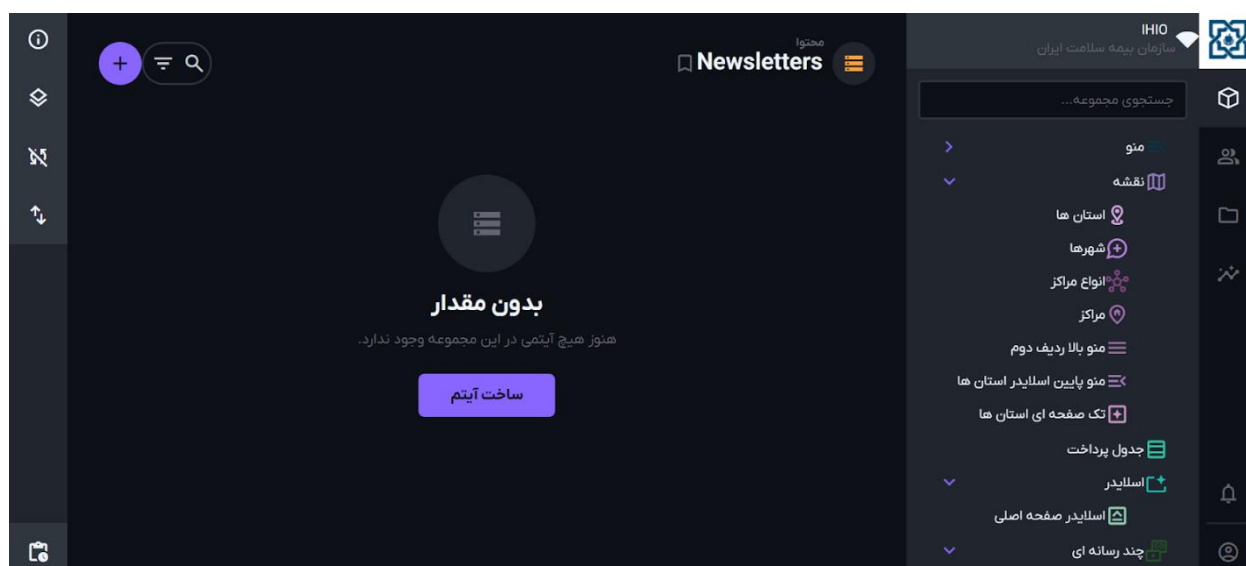 IHIO
سازمان بیمه سلامت ایران
جستجوی مجموعه...
منو
نقشه
استان ها
شهرها
انواع مراکز
مراکز
منو بالا ردیف دوم
منو پایین اسلایدر استان ها
تک صفحه ای استان ها
جدول پرداخت
اسلایدر
اسلایدر صفحه اصلی
چند رسانه ای
محتوا
Newsletters
بدون مقدار
هنوز هیچ آیتمی در این مجموعه وجود ندارد.
ساخت آیتم